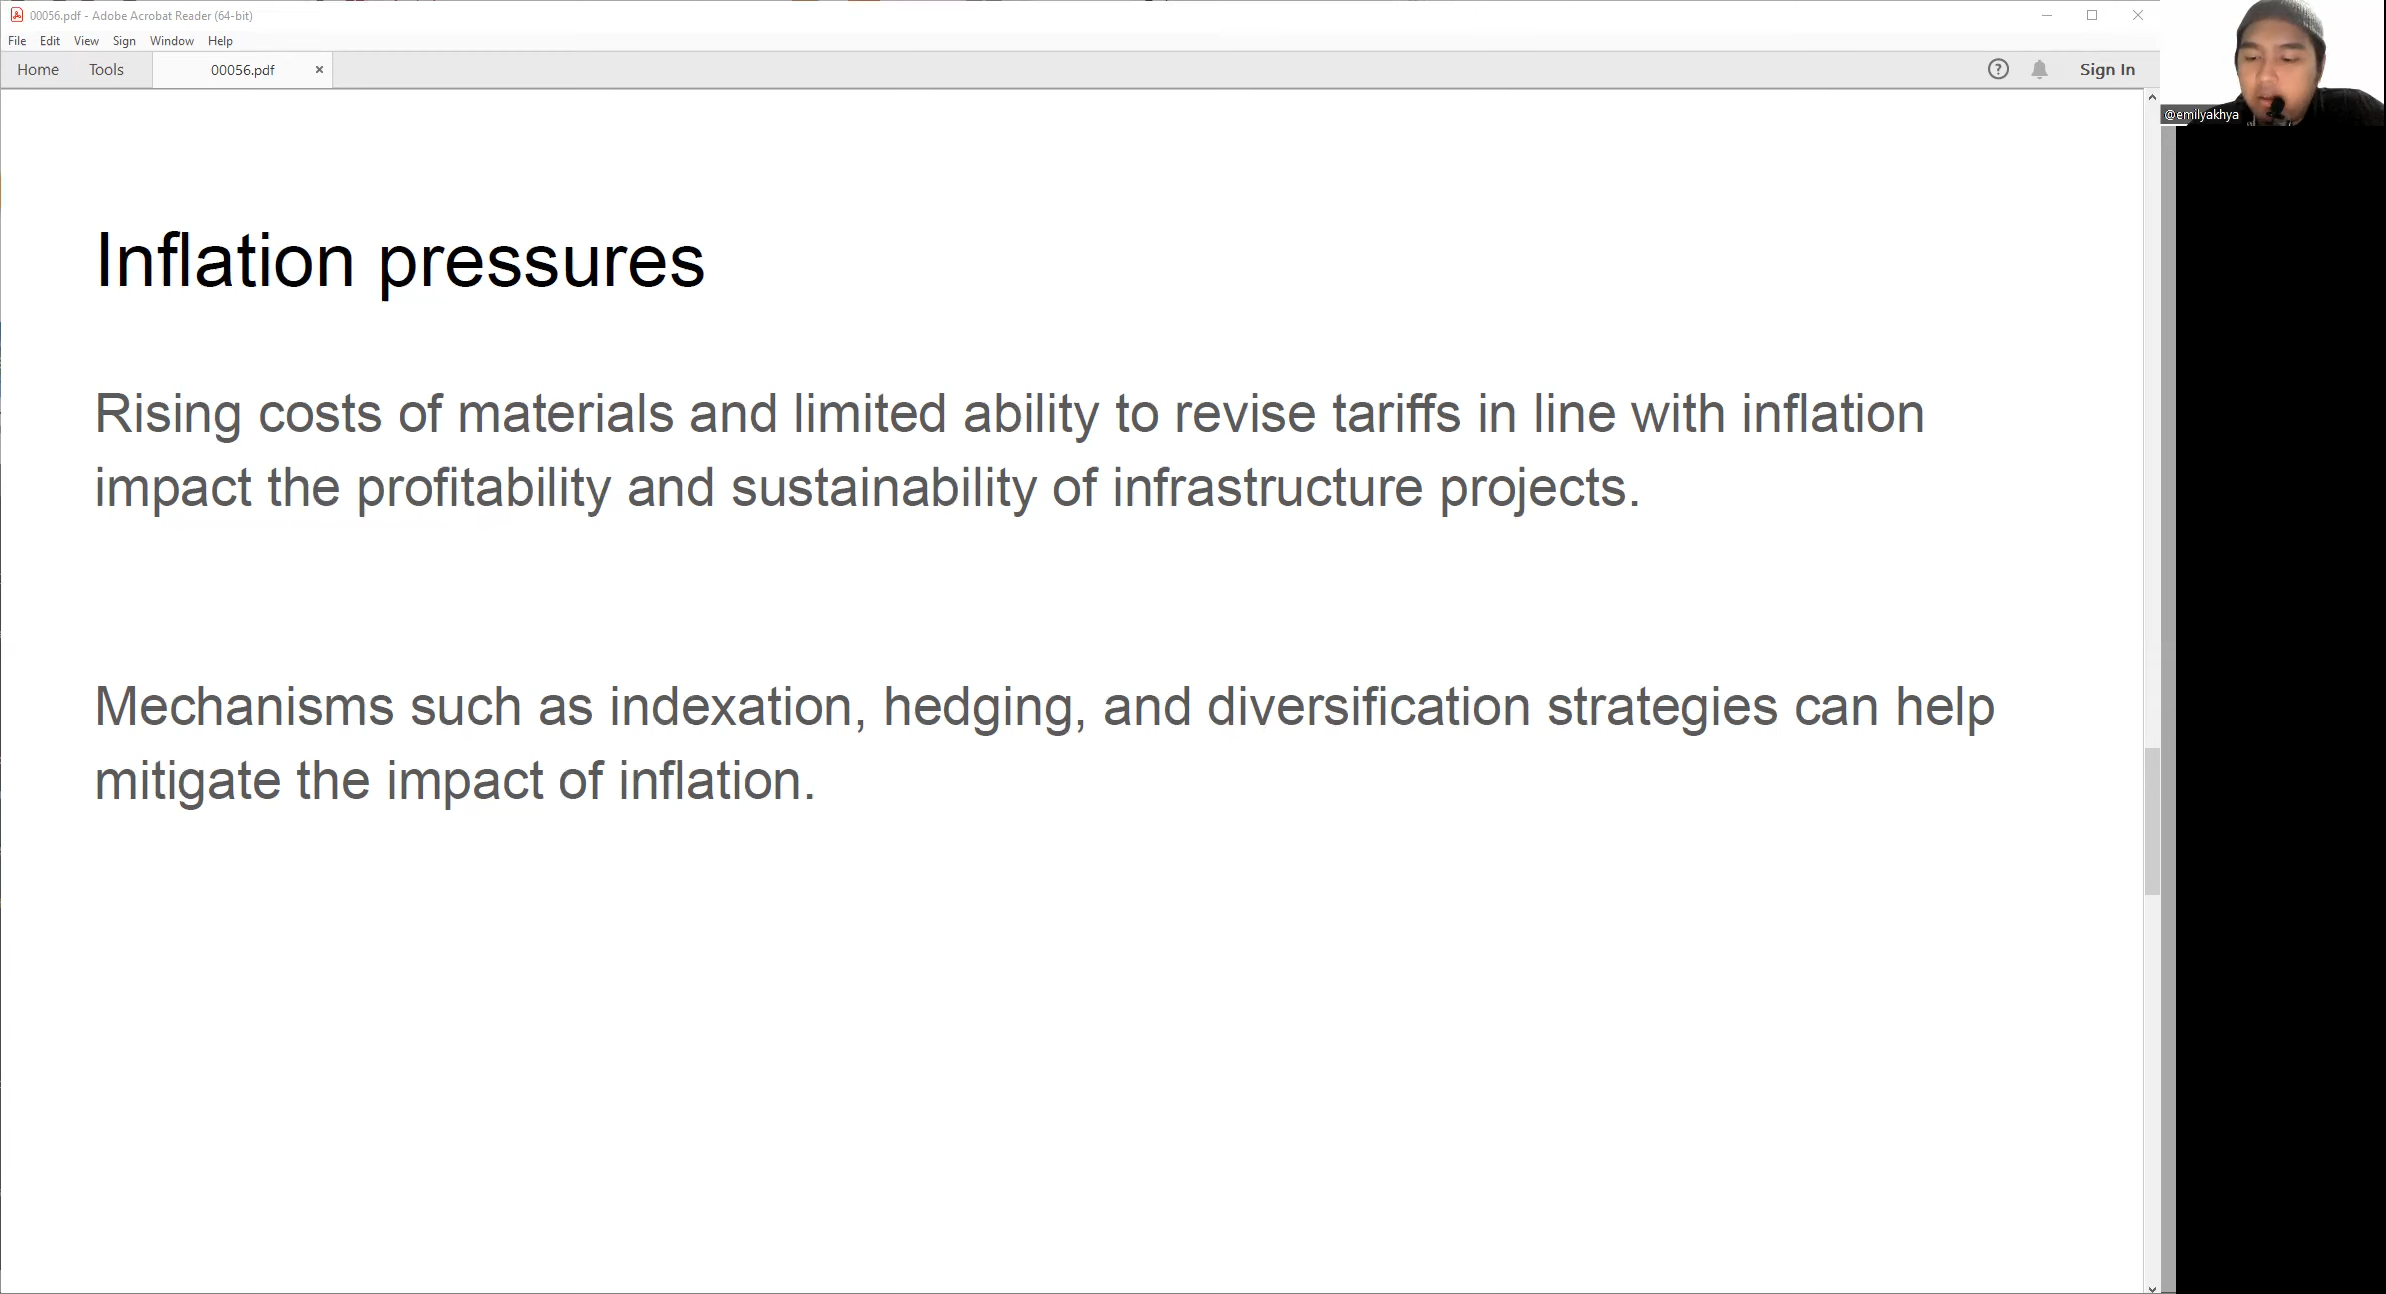 00056.pdf - Adobe Acrobat Reader (64-bit)
File Edit View Sign Window Help
Home Tools 00056.pdf × Sign In
@emilyakhya
Inflation pressures
Rising costs of materials and limited ability to revise tariffs in line with inflation
impact the profitability and sustainability of infrastructure projects.
Mechanisms such as indexation, hedging, and diversification strategies can help
mitigate the impact of inflation.